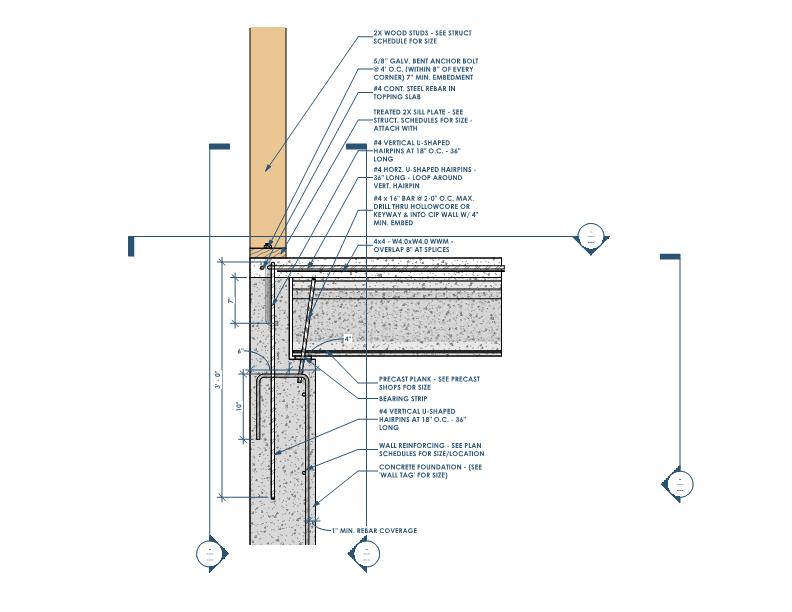 2X WOOD STUDS - SEE STRUCT
SCHEDULE FOR SIZE
5/8" GALV. BENT ANCHOR BOLT
@ 4' O.C. (WITHIN 8" OF EVERY
CORNER) 7" MIN. EMBEDMENT
#4 CONT. STEEL REBAR IN
TOPPING SLAB
TREATED 2X SILL PLATE - SEE
STRUCT. SCHEDULES FOR SIZE -
ATTACH WITH
#4 VERTICAL U-SHAPED
HAIRPINS AT 18" O.C. - 36"
LONG
#4 HORZ. U-SHAPED HAIRPINS -
36" LONG - LOOP AROUND
VERT. HAIRPIN
#4 x 16" BAR @ 2'-0" O.C. MAX.
DRILL THRU HOLLOWCORE OR
KEYWAY & INTO CIP WALL W/ 4"
MIN. EMBED
4x4 - W4.0xW4.0 WWM -
OVERLAP 8" AT SPLICES
7"
4"
6"
3' - 0"
10"
PRECAST PLANK - SEE PRECAST
SHOPS FOR SIZE
BEARING STRIP
#4 VERTICAL U-SHAPED
HAIRPINS AT 18" O.C. - 36"
LONG
WALL REINFORCING - SEE PLAN
SCHEDULES FOR SIZE/LOCATION
CONCRETE FOUNDATION - (SEE
'WALL TAG' FOR SIZE)
1" MIN. REBAR COVERAGE